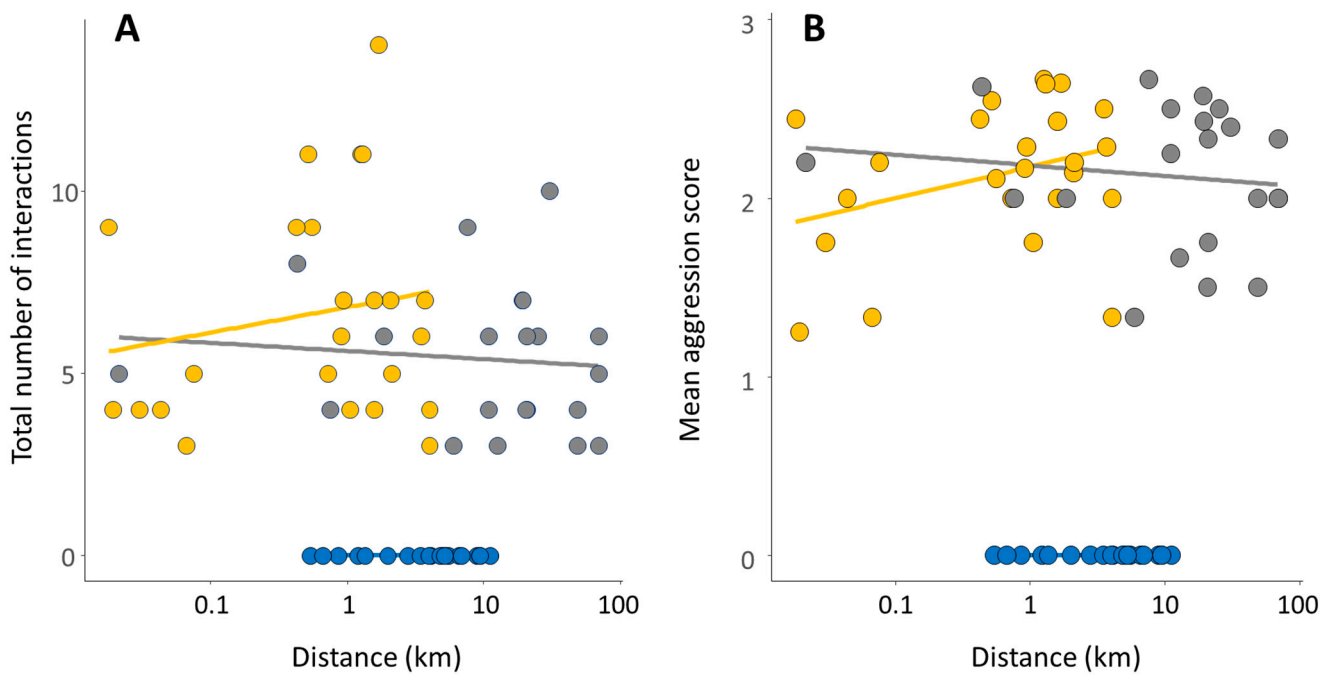 A
Total number of interactions
10
5
0
0.1 1 10 100
Distance (km)
B
Mean aggression score
3
2
1
0
0.1 1 10 100
Distance (km)